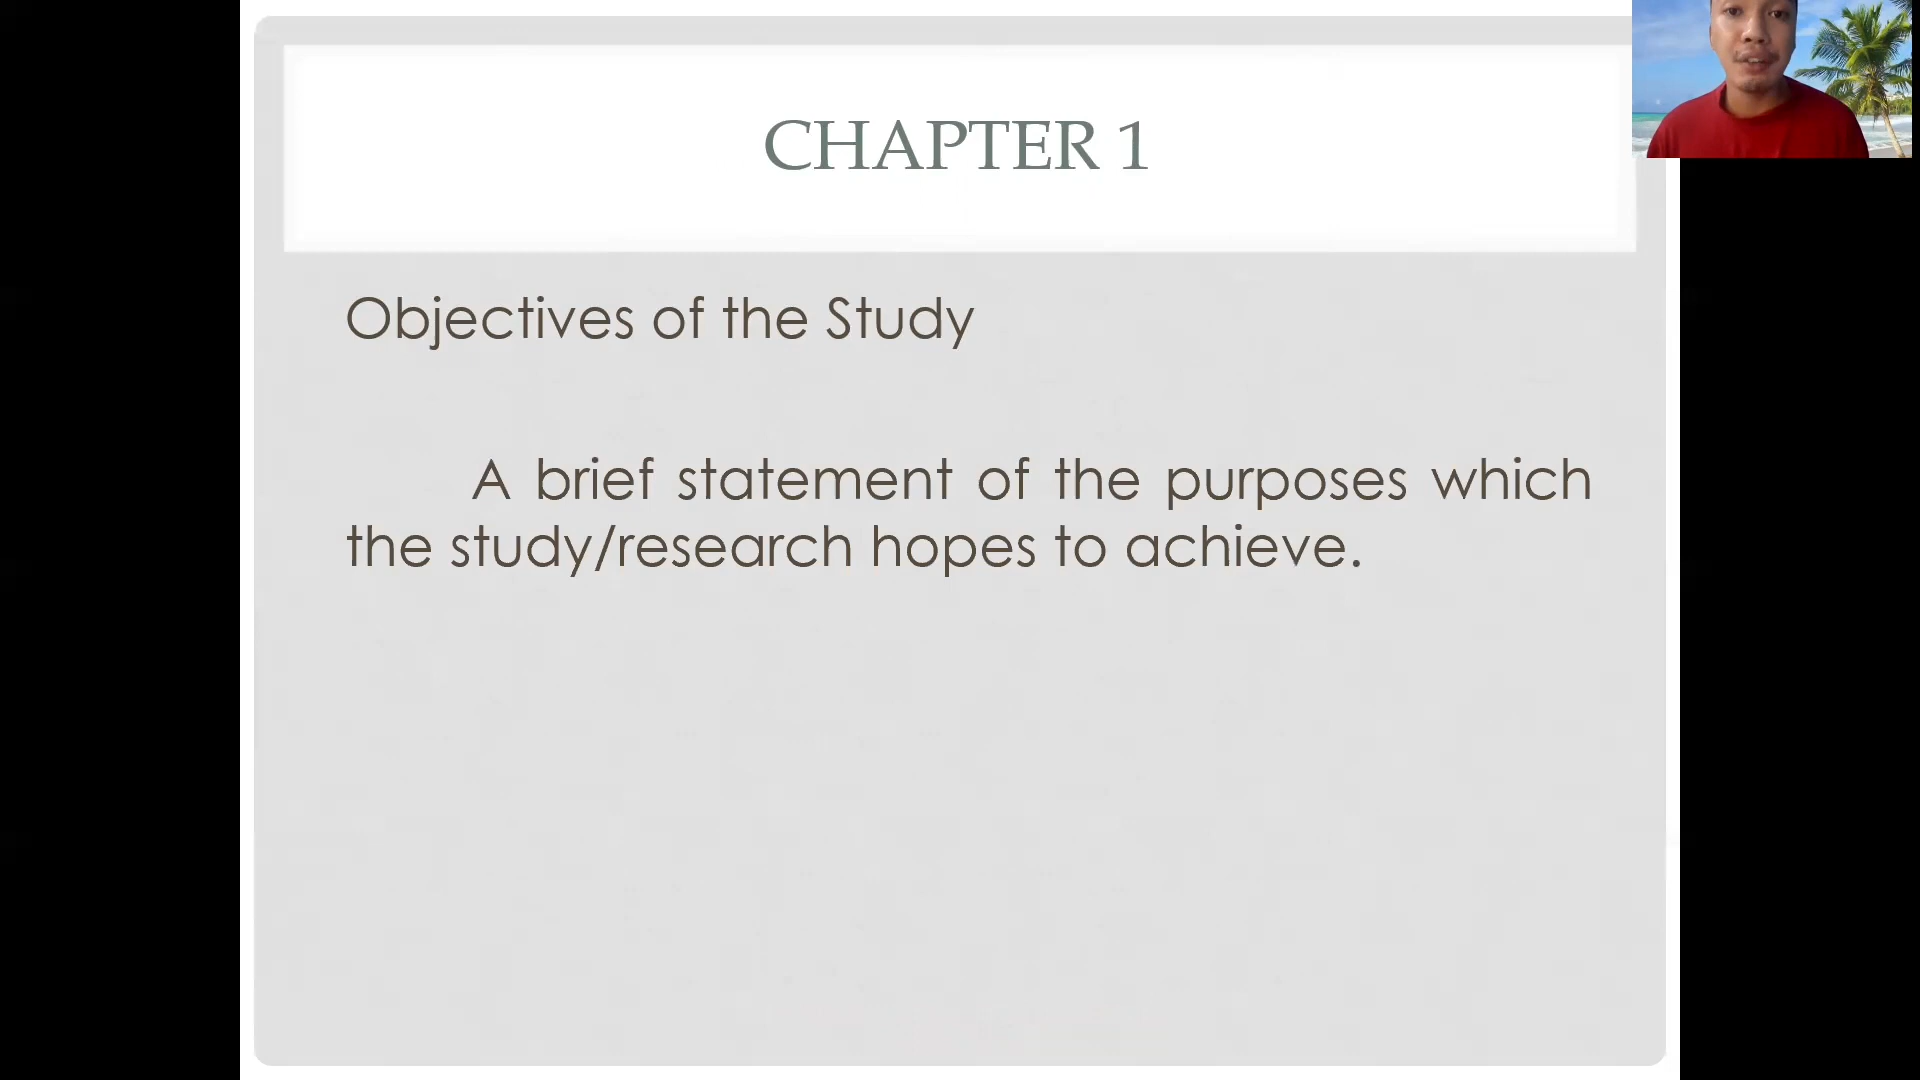 CHAPTER 1
Objectives of the Study
A brief statement of the purposes which
the study/research hopes to achieve.